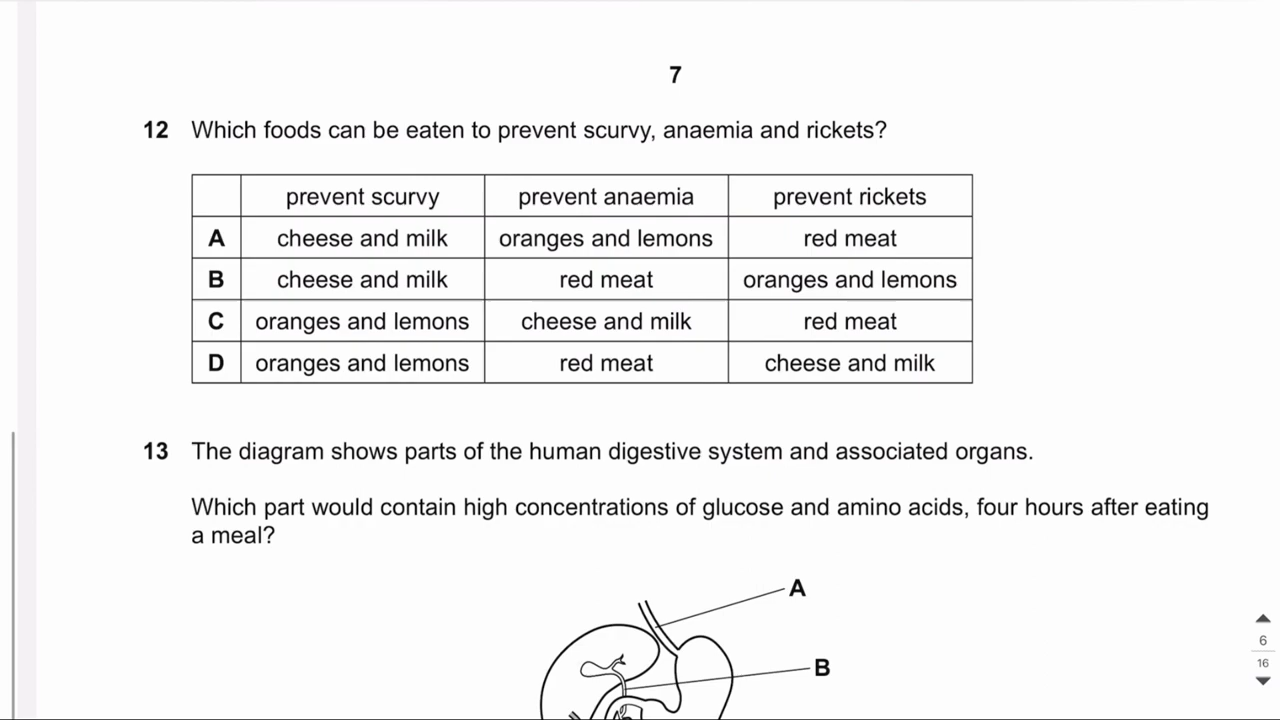 7
12 Which foods can be eaten to prevent scurvy, anaemia and rickets?
prevent scurvy prevent anaemia prevent rickets
A cheese and milk oranges and lemons red meat
B cheese and milk red meat oranges and lemons
C oranges and lemons cheese and milk red meat
D oranges and lemons red meat cheese and milk
13 The diagram shows parts of the human digestive system and associated organs.
Which part would contain high concentrations of glucose and amino acids, four hours after eating
a meal?
A
B
6
16